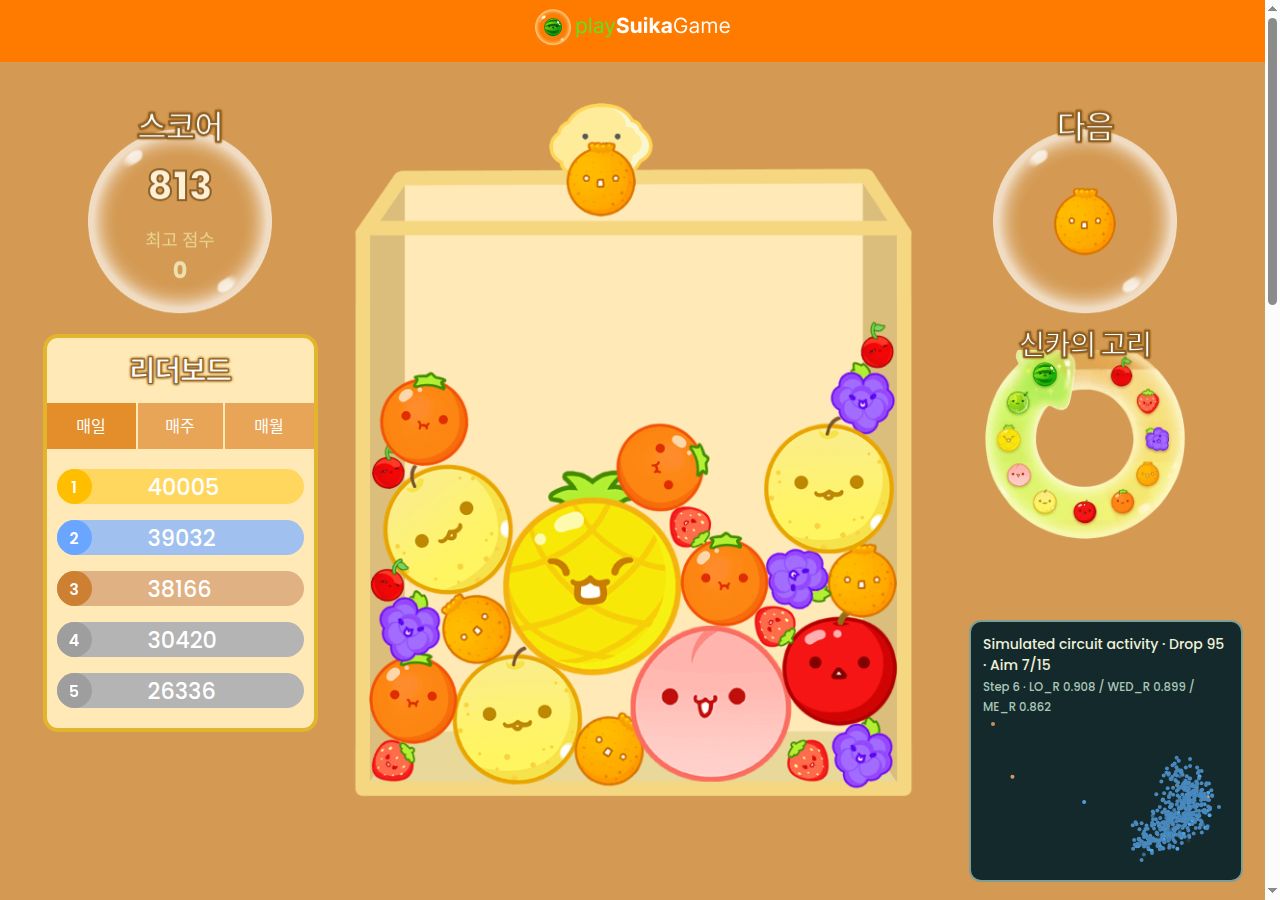 playSuikaGame
스코어
813
최고 점수
0
다음
신카의 고리
리더보드
매일 매주 매월
1 40005
2 39032
3 38166
4 30420
5 26336
Simulated circuit activity · Drop 95
· Aim 7/15
Step 6 · LO_R 0.908 / WED_R 0.899 /
ME_R 0.862